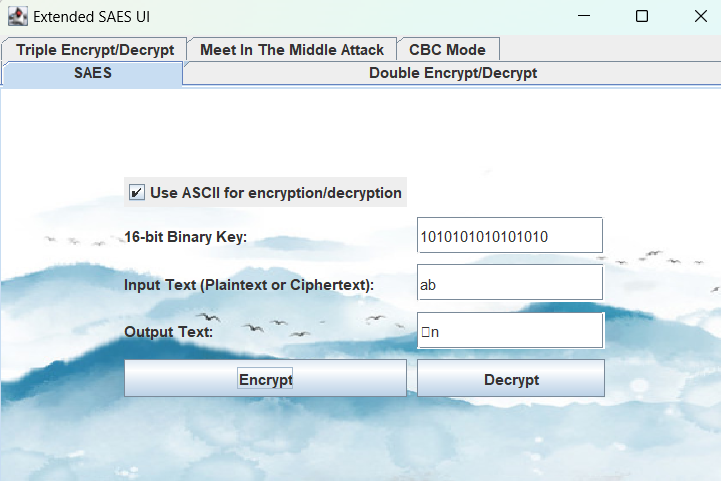 Extended SAES UI
Triple Encrypt/Decrypt Meet In The Middle Attack CBC Mode
SAES Double Encrypt/Decrypt
Use ASCII for encryption/decryption
16-bit Binary Key: 1010101010101010
Input Text (Plaintext or Ciphertext): ab
Output Text: □n
Encrypt Decrypt